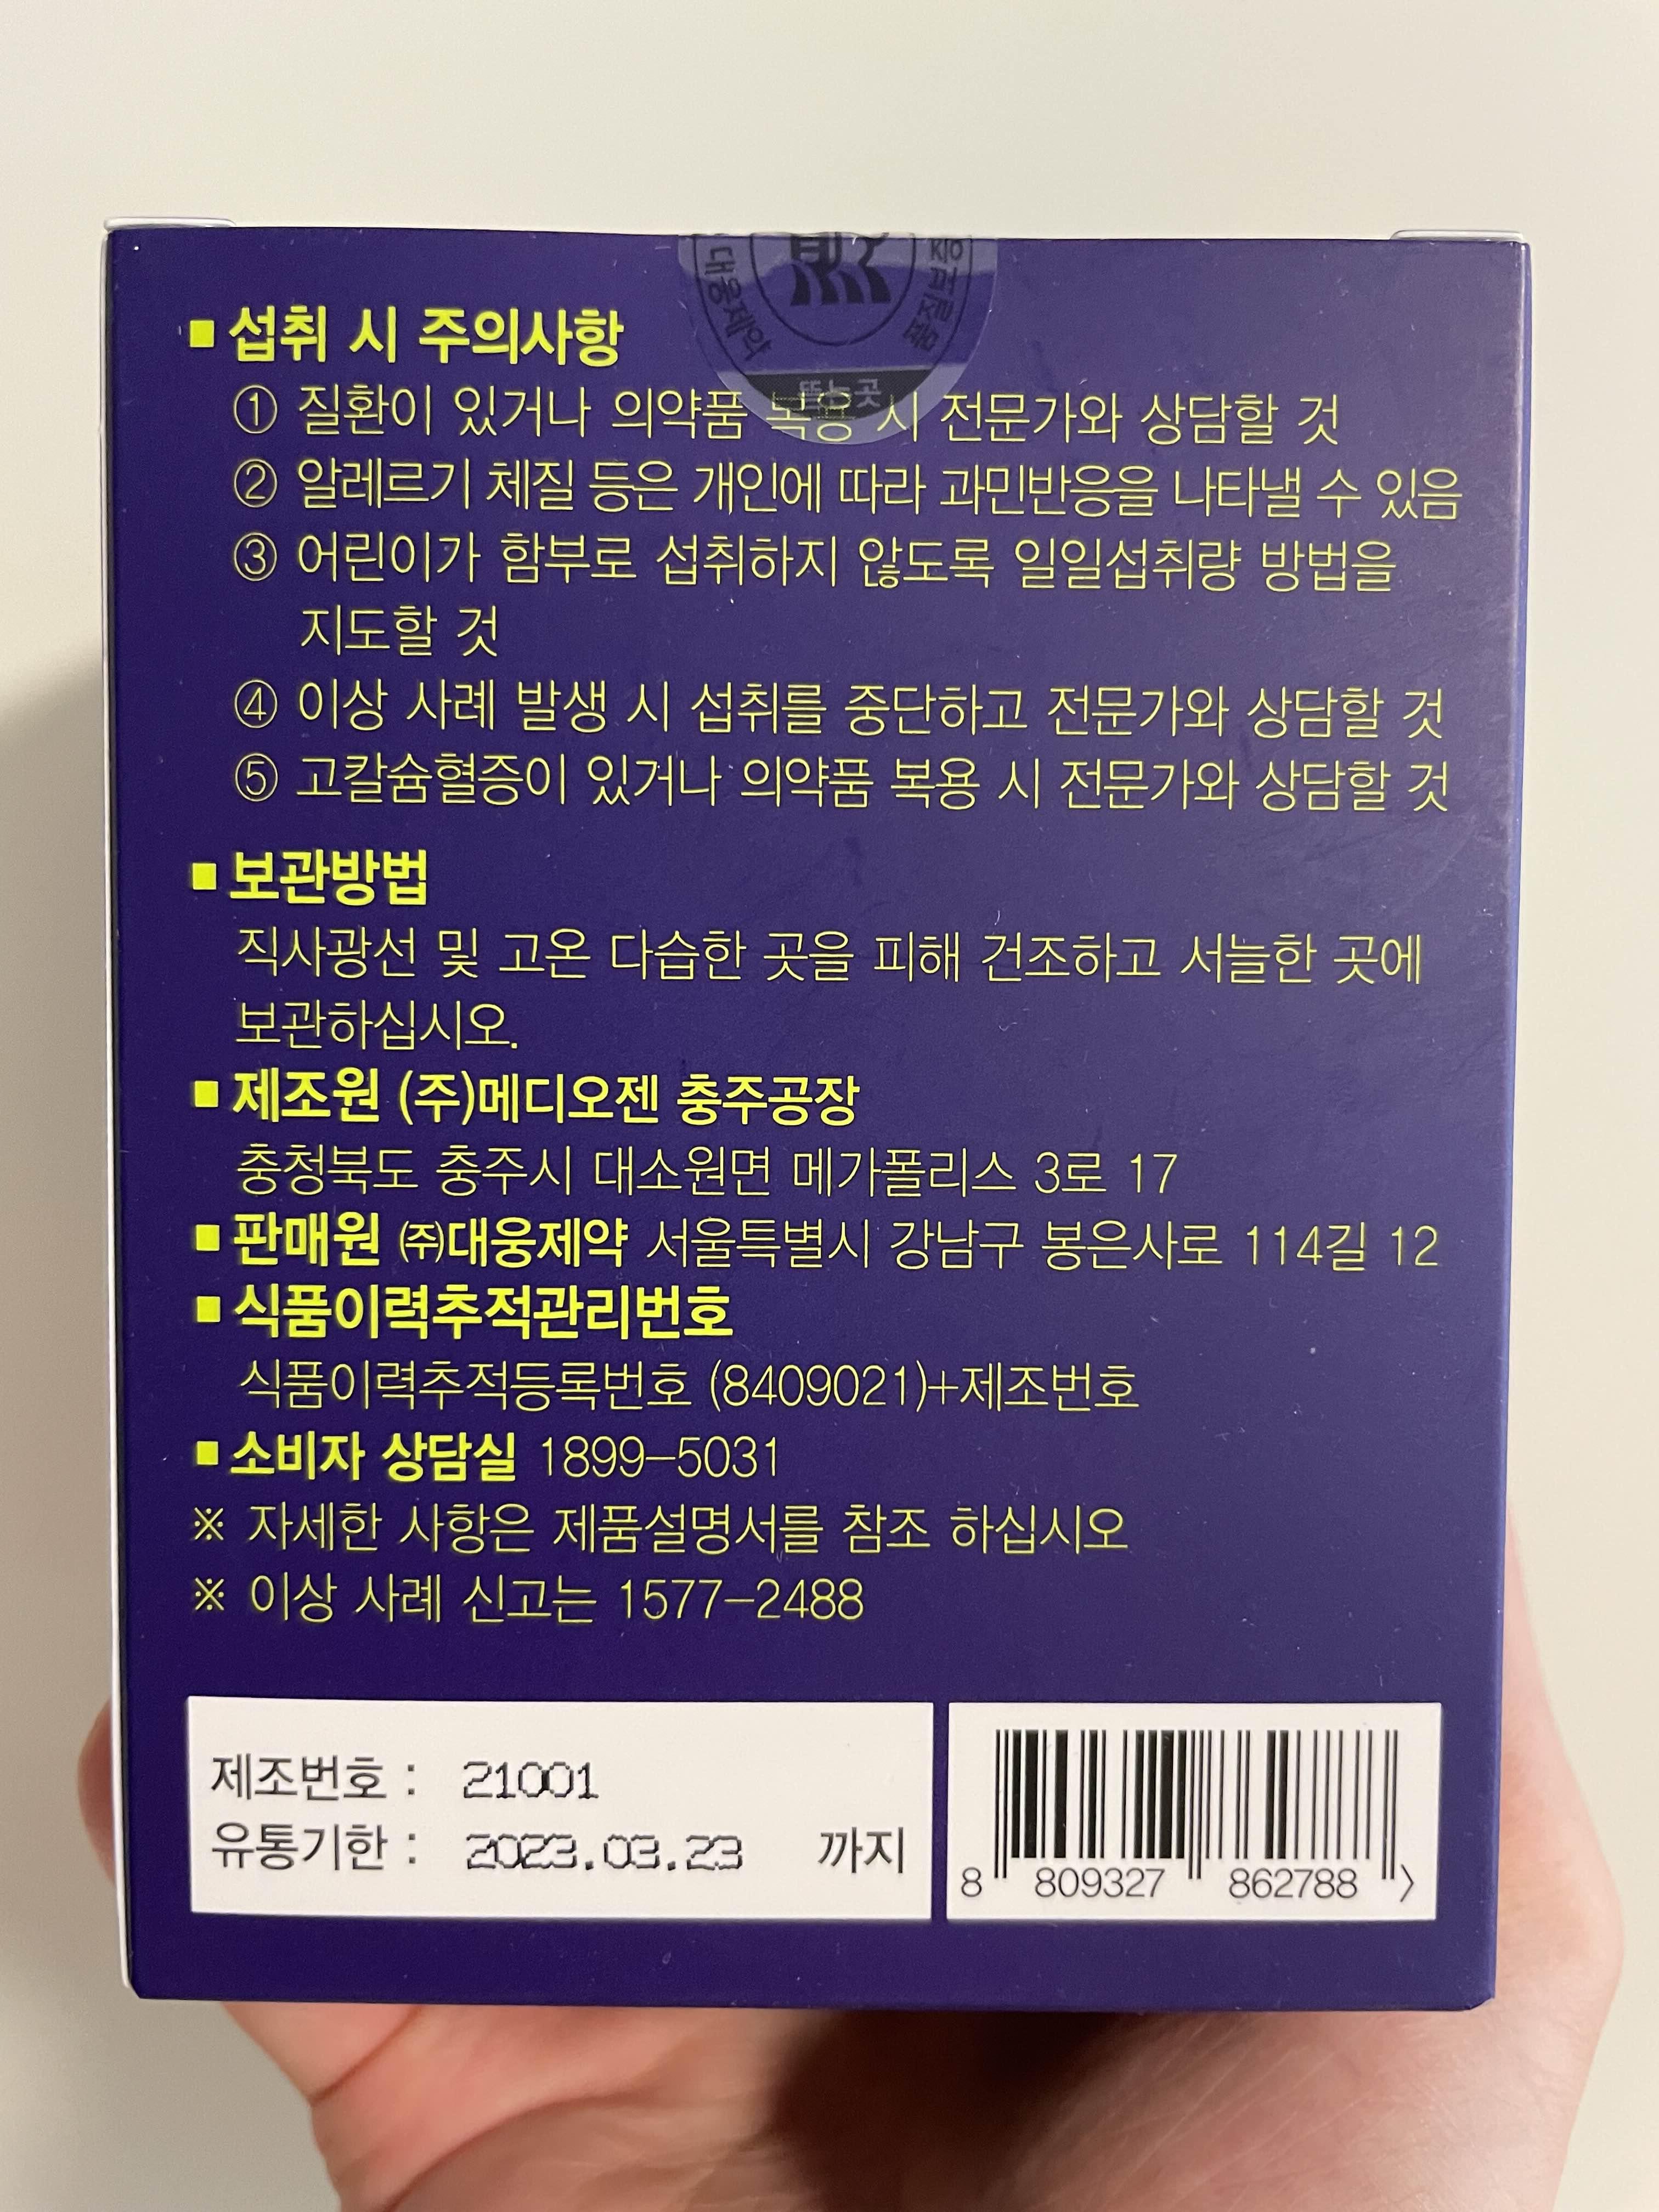 대웅제약 품질보증
뜯는곳
■ 섭취 시 주의사항
① 질환이 있거나 의약품 복용 시 전문가와 상담할 것
② 알레르기 체질 등은 개인에 따라 과민반응을 나타낼 수 있음
③ 어린이가 함부로 섭취하지 않도록 일일섭취량 방법을
지도할 것
④ 이상 사례 발생 시 섭취를 중단하고 전문가와 상담할 것
⑤ 고칼슘혈증이 있거나 의약품 복용 시 전문가와 상담할 것
■ 보관방법
직사광선 및 고온 다습한 곳을 피해 건조하고 서늘한 곳에
보관하십시오.
■ 제조원 (주)메디오젠 충주공장
충청북도 충주시 대소원면 메가폴리스 3로 17
■ 판매원 ㈜대웅제약 서울특별시 강남구 봉은사로 114길 12
■ 식품이력추적관리번호
식품이력추적등록번호 (8409021)+제조번호
■ 소비자 상담실 1899-5031
※ 자세한 사항은 제품설명서를 참조 하십시오
※ 이상 사례 신고는 1577-2488
제조번호 : 21001
유통기한 : 2023.03.23 까지
8 809327 862788 >